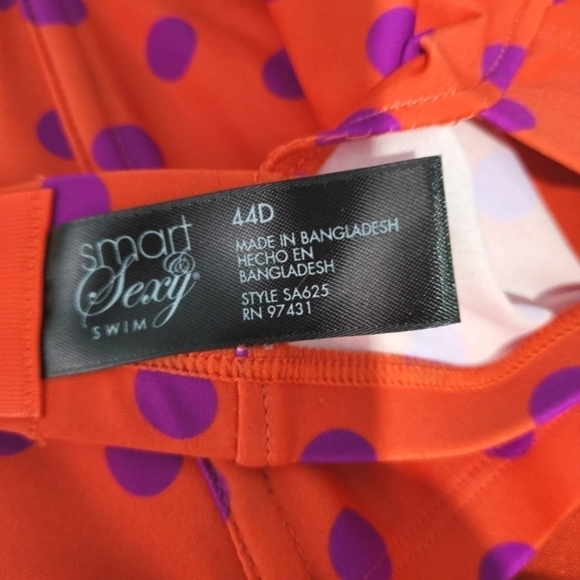 smart
& Sexy®
SWIM
44D
MADE IN BANGLADESH
HECHO EN
BANGLADESH
STYLE SA625
RN 97431